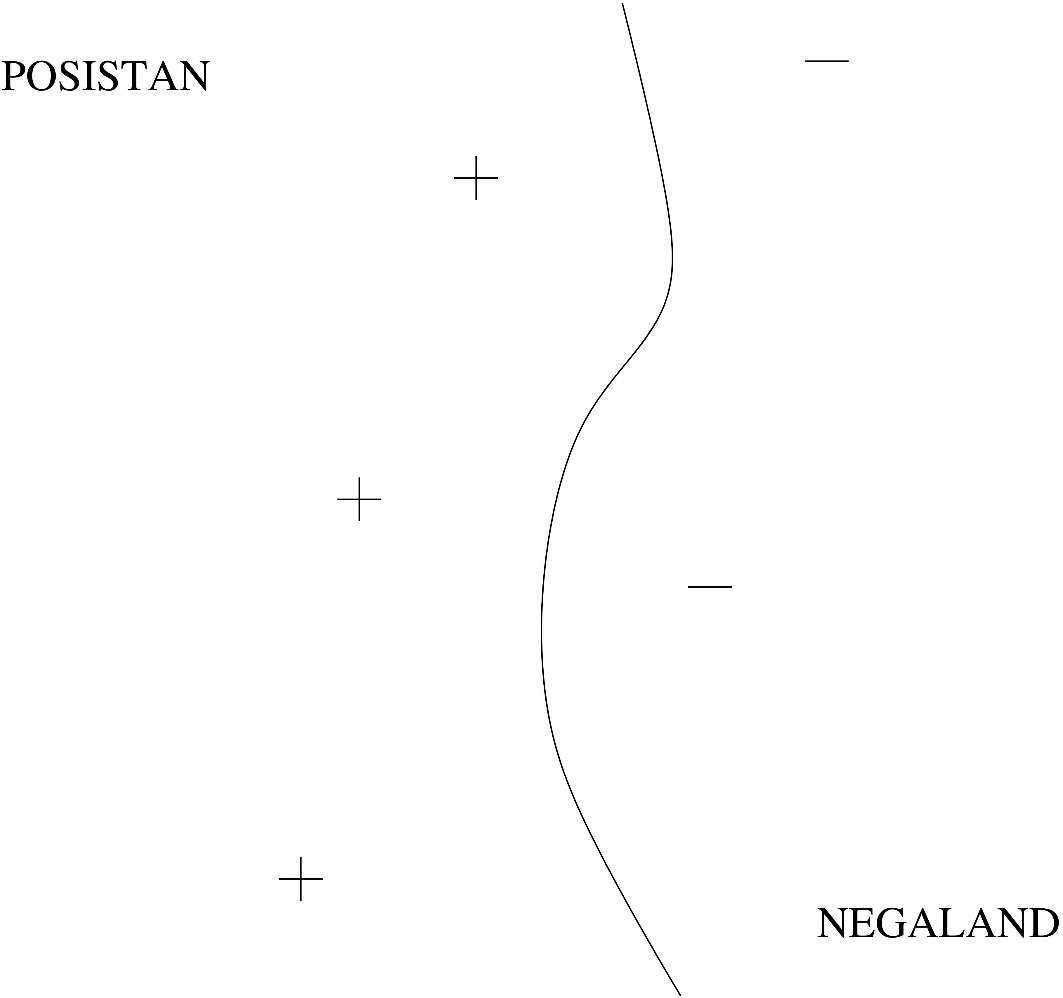 POSISTAN
—
+
+
—
+
NEGALAND